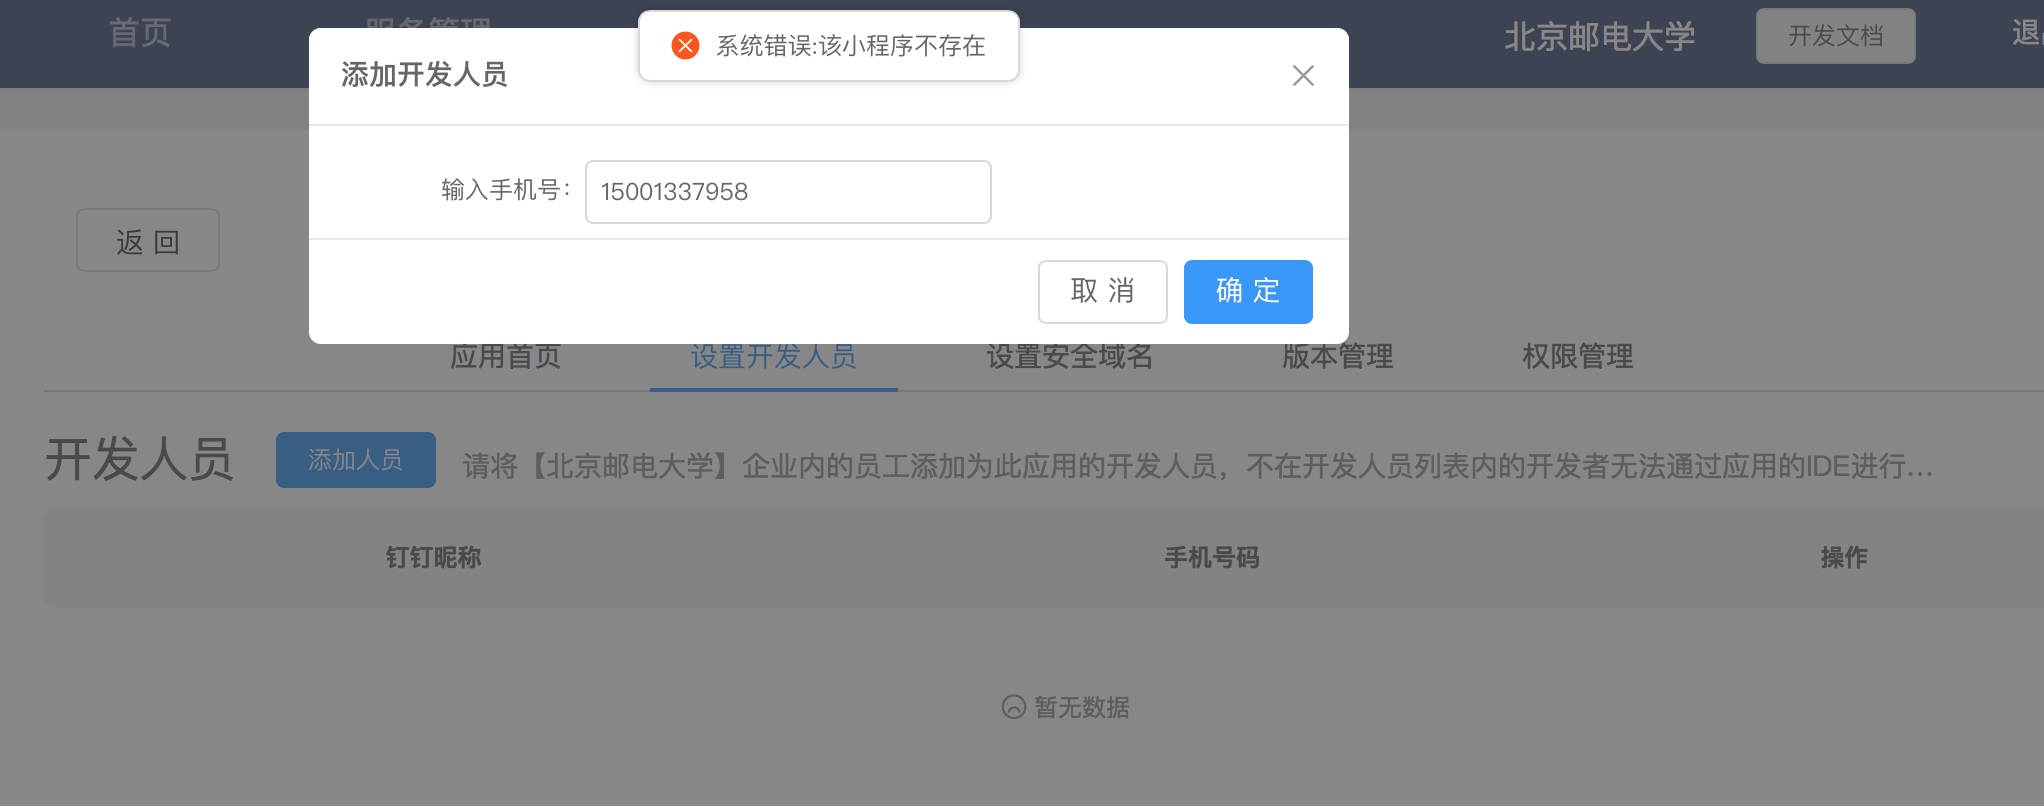 首页
服务管理
系统错误:该小程序不存在
北京邮电大学
开发文档
退
添加开发人员
输入手机号:
15001337958
返 回
取 消
确 定
应用首页
设置开发人员
设置安全域名
版本管理
权限管理
开发人员
添加人员
请将【北京邮电大学】企业内的员工添加为此应用的开发人员，不在开发人员列表内的开发者无法通过应用的IDE进行...
钉钉昵称
手机号码
操作
暂无数据